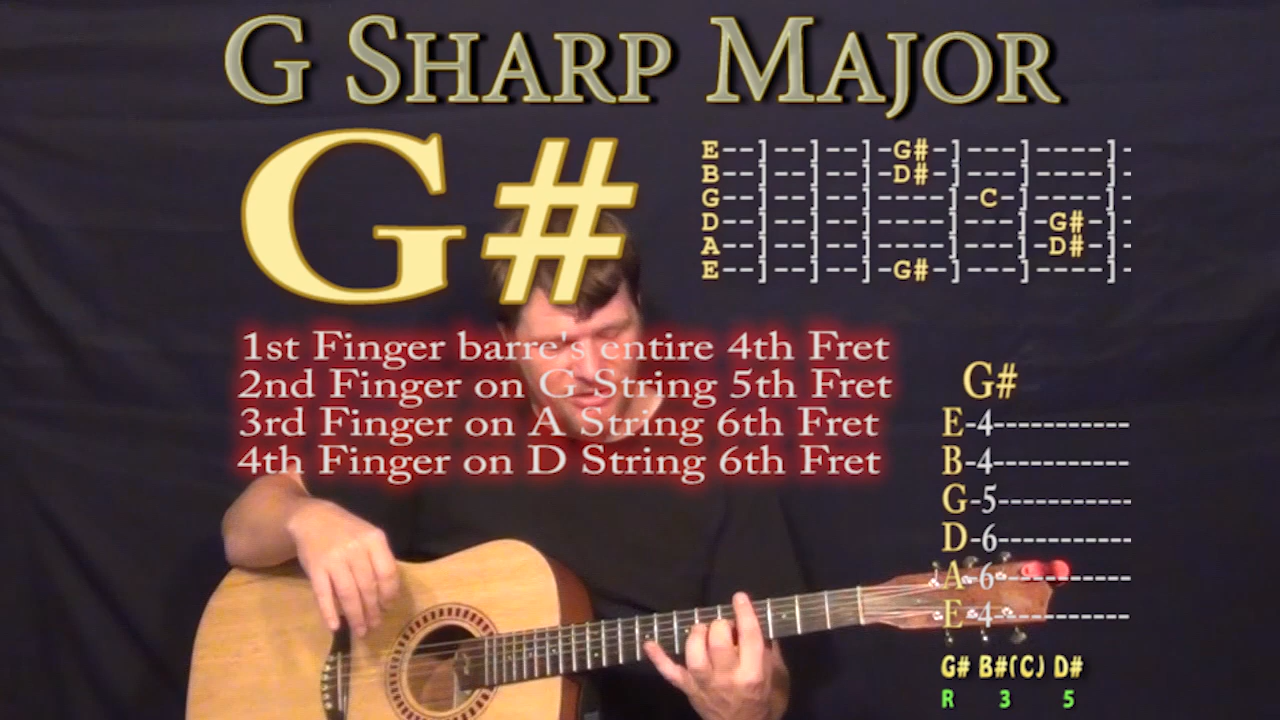 G SHARP MAJOR
G#
E--]--]--]-G#-]---]----]-
B--]--]--]-D#-]---]----]-
G--]--]--]----]-C-]----]-
D--]--]--]----]---]-G#-]-
A--]--]--]----]---]-D#-]-
E--]--]--]-G#-]---]----]-
1st Finger barre's entire 4th Fret
2nd Finger on G String 5th Fret
3rd Finger on A String 6th Fret
4th Finger on D String 6th Fret
G#
E-4-----------
B-4-----------
G-5-----------
D-6-----------
A-6-----------
E-4-----------
G# B#(C) D#
R 3 5